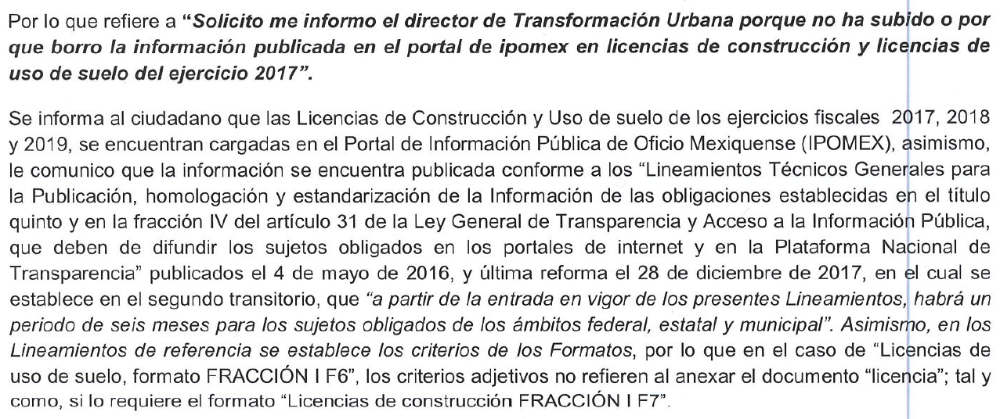 Por lo que refiere a “Solicito me informo el director de Transformación Urbana porque no ha subido o por
que borro la información publicada en el portal de ipomex en licencias de construcción y licencias de
uso de suelo del ejercicio 2017”.
Se informa al ciudadano que las Licencias de Construcción y Uso de suelo de los ejercicios fiscales 2017, 2018
y 2019, se encuentran cargadas en el Portal de Información Pública de Oficio Mexiquense (IPOMEX), asimismo,
le comunico que la información se encuentra publicada conforme a los “Lineamientos Técnicos Generales para
la Publicación, homologación y estandarización de la Información de las obligaciones establecidas en el título
quinto y en la fracción IV del artículo 31 de la Ley General de Transparencia y Acceso a la Información Pública,
que deben de difundir los sujetos obligados en los portales de internet y en la Plataforma Nacional de
Transparencia” publicados el 4 de mayo de 2016, y última reforma el 28 de diciembre de 2017, en el cual se
establece en el segundo transitorio, que “a partir de la entrada en vigor de los presentes Lineamientos, habrá un
periodo de seis meses para los sujetos obligados de los ámbitos federal, estatal y municipal”. Asimismo, en los
Lineamientos de referencia se establece los criterios de los Formatos, por lo que en el caso de “Licencias de
uso de suelo, formato FRACCIÓN I F6”, los criterios adjetivos no refieren al anexar el documento “licencia”; tal y
como, si lo requiere el formato “Licencias de construcción FRACCIÓN I F7”.